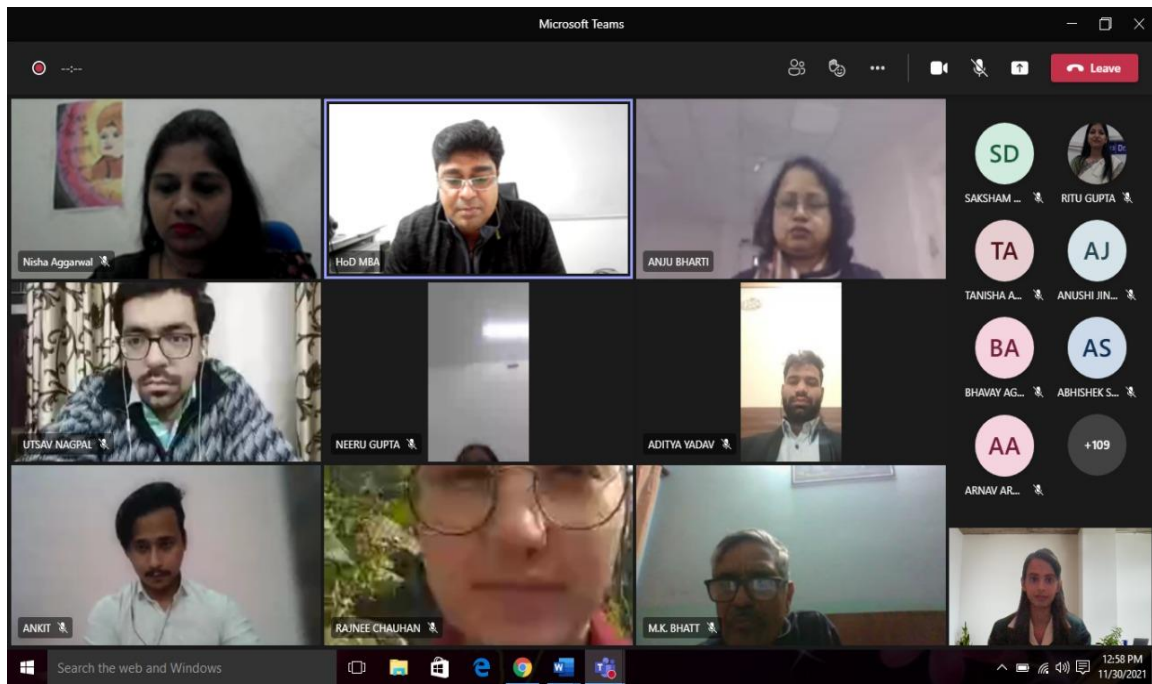 Microsoft Teams
--:--
Leave
Nisha Aggarwal
HoD MBA
ANJU BHARTI
SD
SAKSHAM ...
RITU GUPTA
TA
TANISHA A...
AJ
ANUSHI JIN...
UTSAV NAGPAL
NEERU GUPTA
ADITYA YADAV
BA
BHAVAY AG...
AS
ABHISHEK S...
AA
ARNAV AR...
+109
ANKIT
RAJNEE CHAUHAN
M.K. BHATT
Search the web and Windows
12:58 PM
11/30/2021